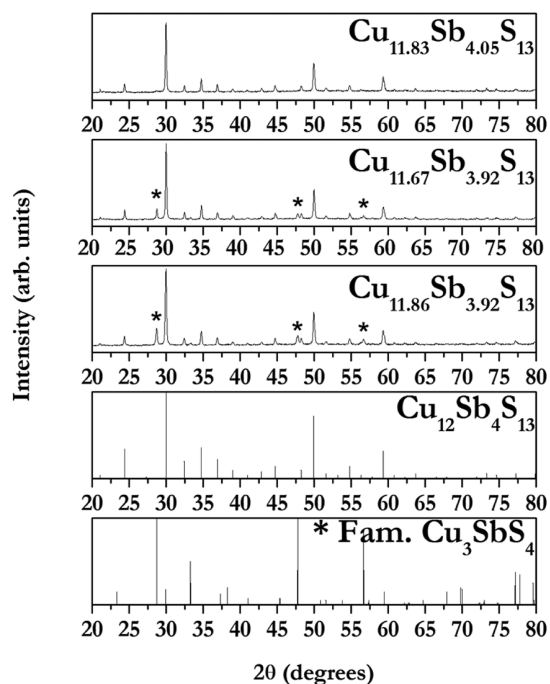 Cu11.83Sb4.05S13
20 25 30 35 40 45 50 55 60 65 70 75 80
Cu11.67Sb3.92S13
* * *
20 25 30 35 40 45 50 55 60 65 70 75 80
Cu11.86Sb3.92S13
* * *
20 25 30 35 40 45 50 55 60 65 70 75 80
Cu12Sb4S13
20 25 30 35 40 45 50 55 60 65 70 75 80
* Fam. Cu3SbS4
20 25 30 35 40 45 50 55 60 65 70 75 80
2θ (degrees)
Intensity (arb. units)